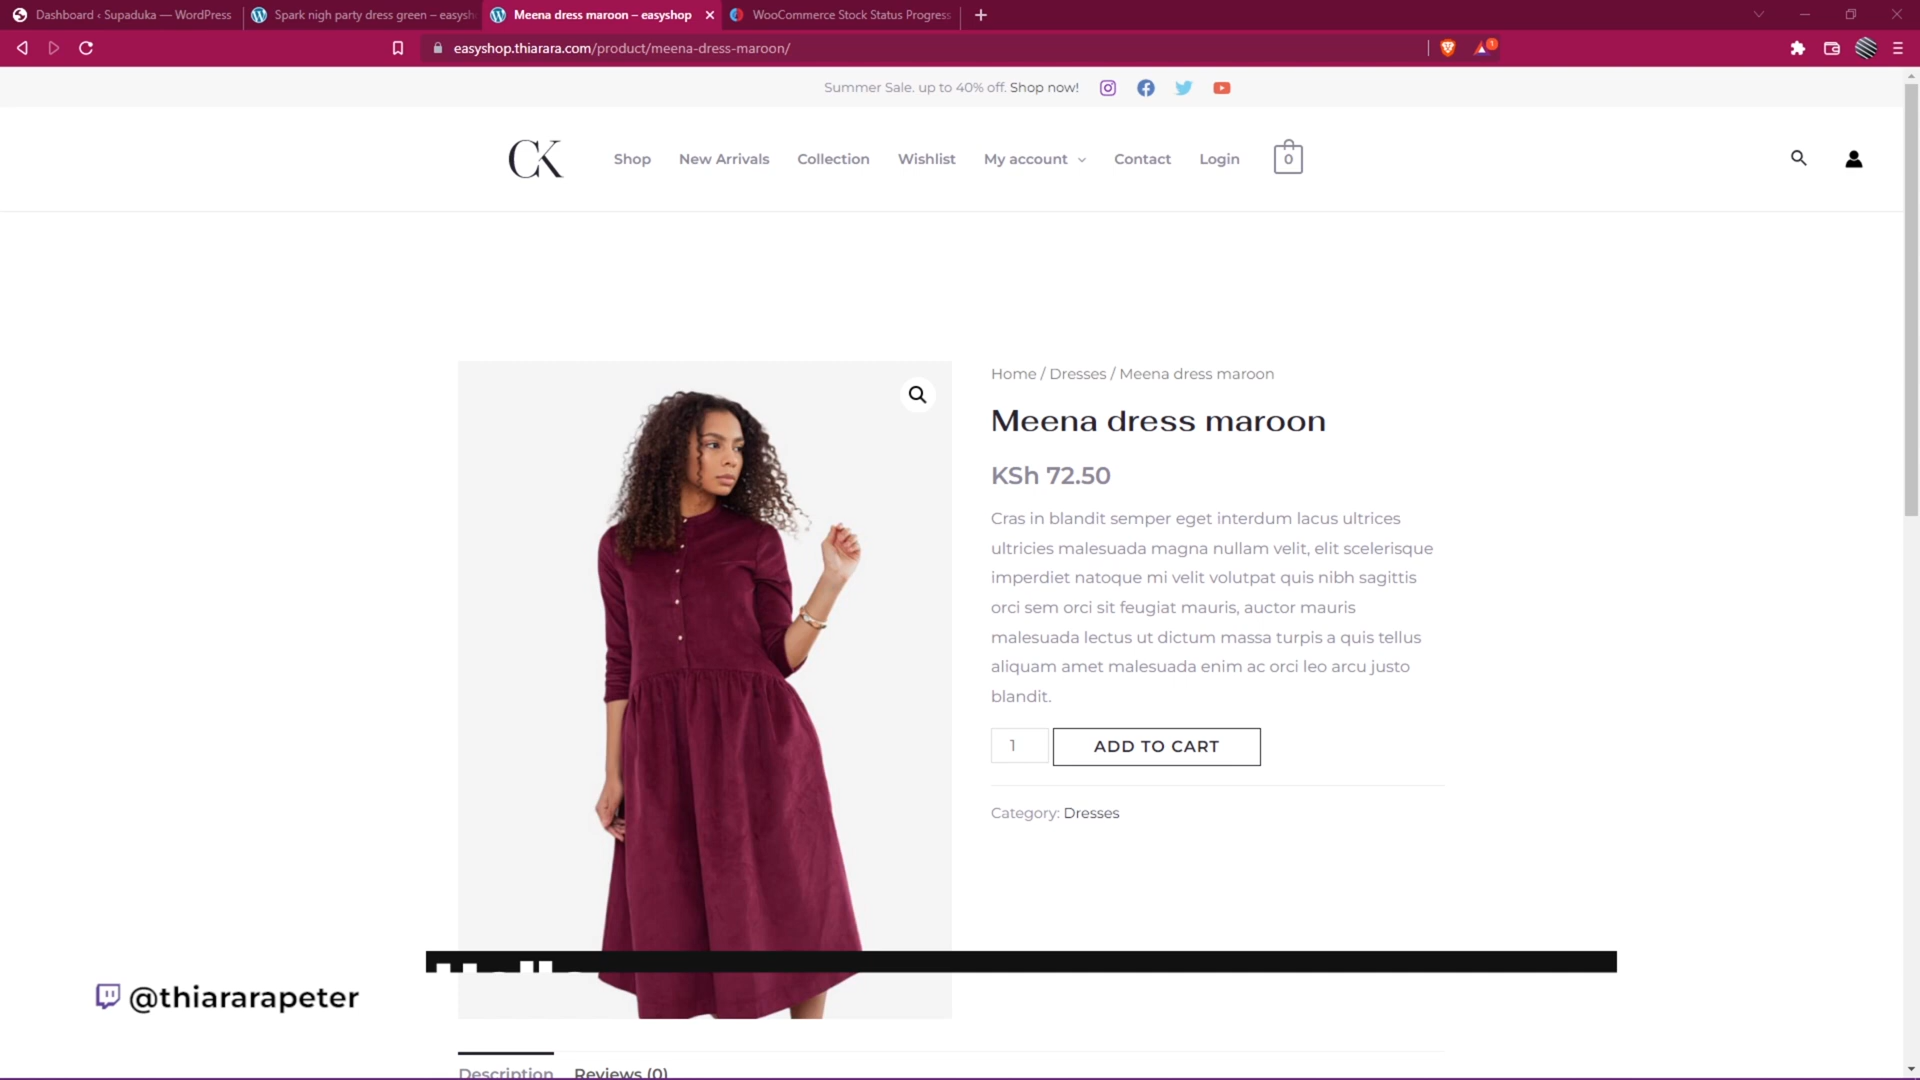 Dashboard ‹ Supaduka — WordPress
Spark nigh party dress green – easysh
Meena dress maroon – easyshop
WooCommerce Stock Status Progress
easyshop.thiarara.com/product/meena-dress-maroon/
1
Summer Sale. up to 40% off. Shop now!
CK
Shop
New Arrivals
Collection
Wishlist
My account
Contact
Login
0
Home / Dresses / Meena dress maroon
Meena dress maroon
KSh 72.50
Cras in blandit semper eget interdum lacus ultrices
ultricies malesuada magna nullam velit, elit scelerisque
imperdiet natoque mi velit volutpat quis nibh sagittis
orci sem orci sit feugiat mauris, auctor mauris
malesuada lectus ut dictum massa turpis a quis tellus
aliquam amet malesuada enim ac orci leo arcu justo
blandit.
1
ADD TO CART
Category: Dresses
@thiararapeter
Description
Reviews (0)